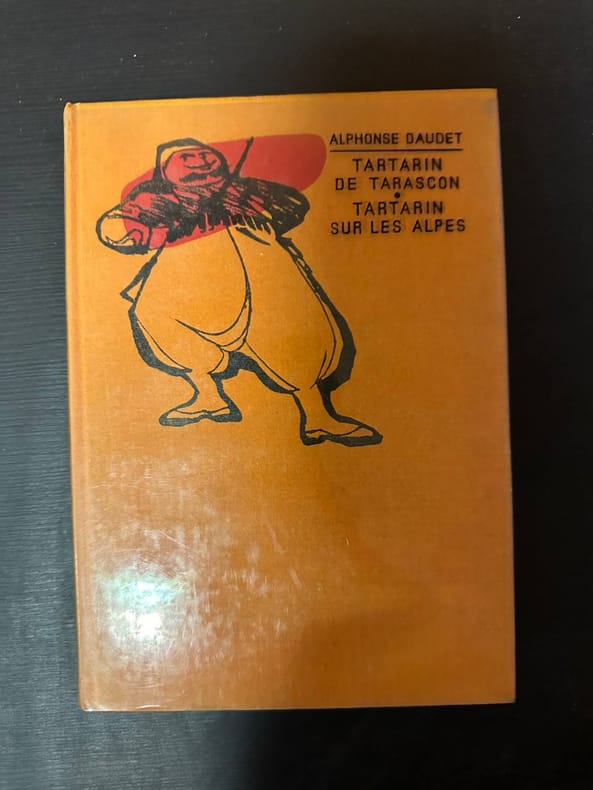 ALPHONSE DAUDET
TARTARIN
DE TARASCON
•
TARTARIN
SUR LES ALPES